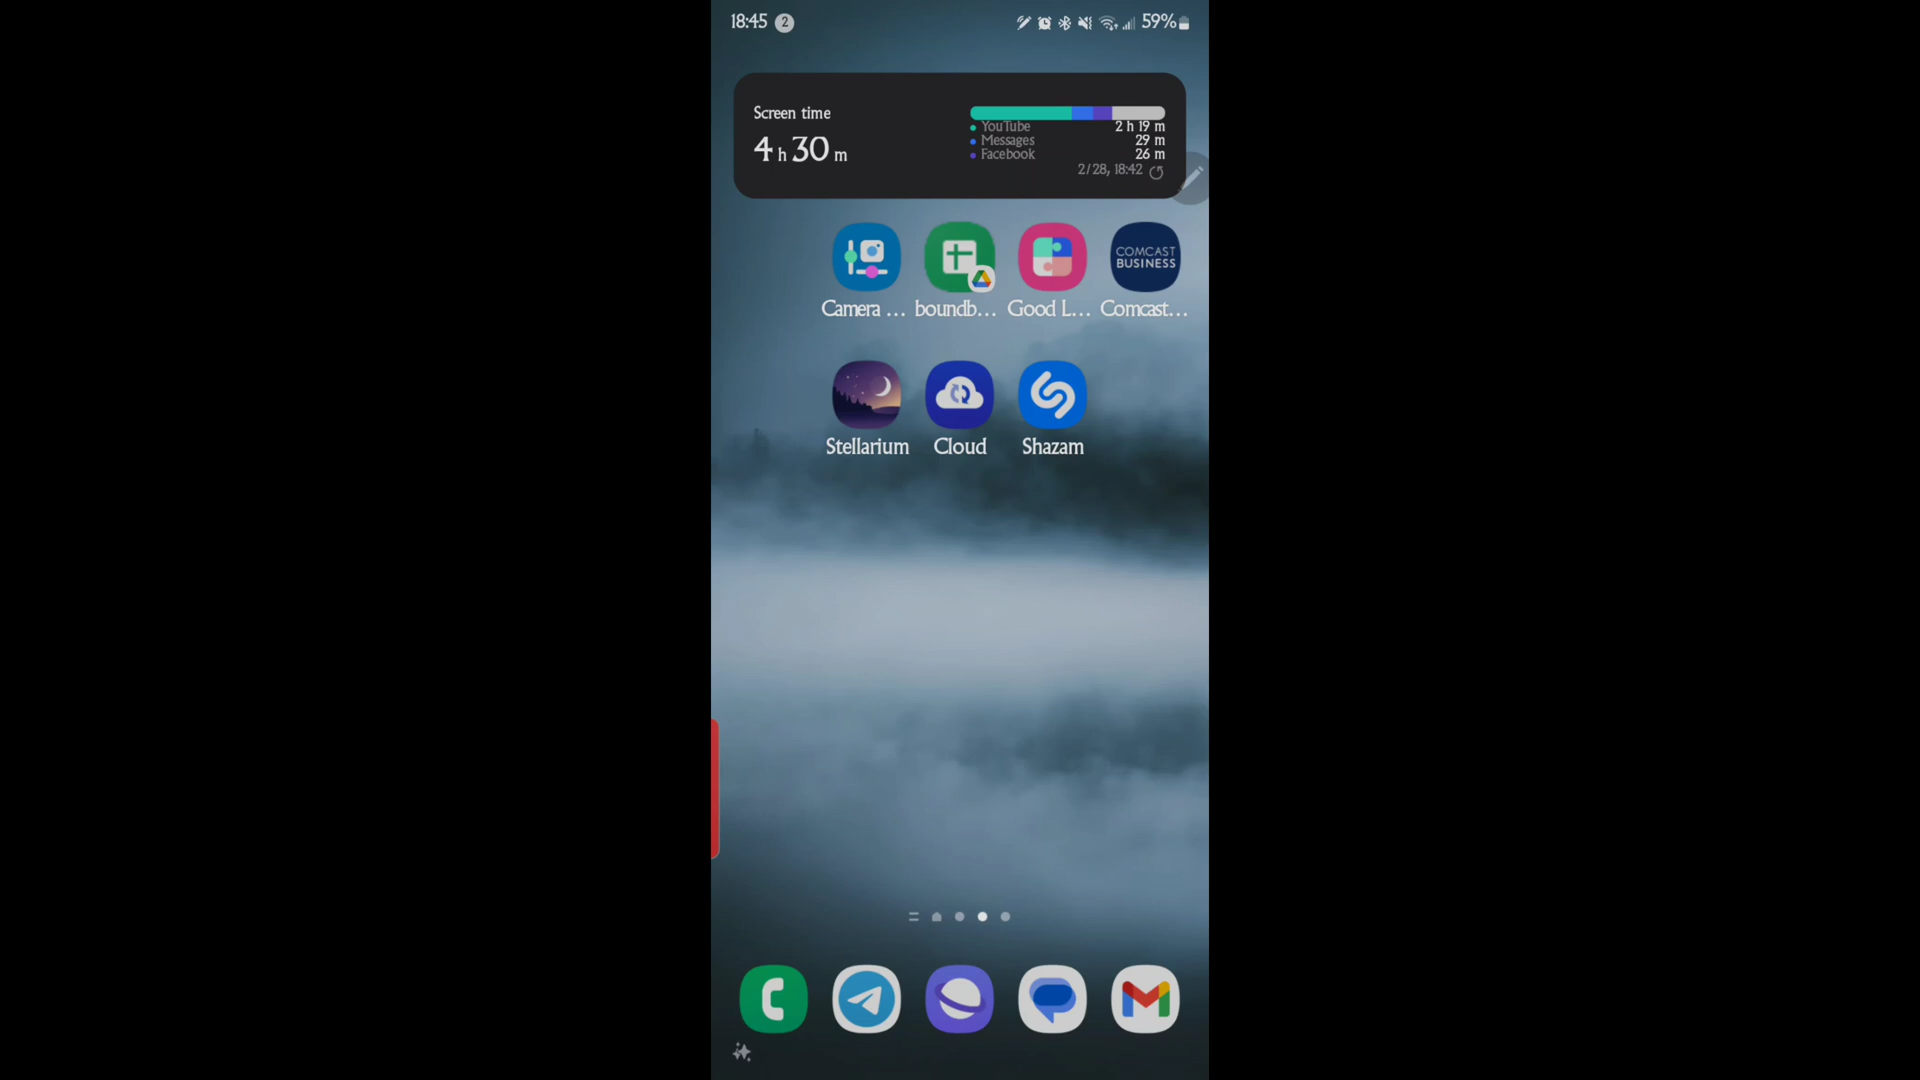 18:45 2 59%
Screen time
4 h 30 m
YouTube 2 h 19 m
Messages 29 m
Facebook 26 m
2/28, 18:42
COMCAST
BUSINESS
Camera ... boundb... Good L... Comcast...
Stellarium Cloud Shazam